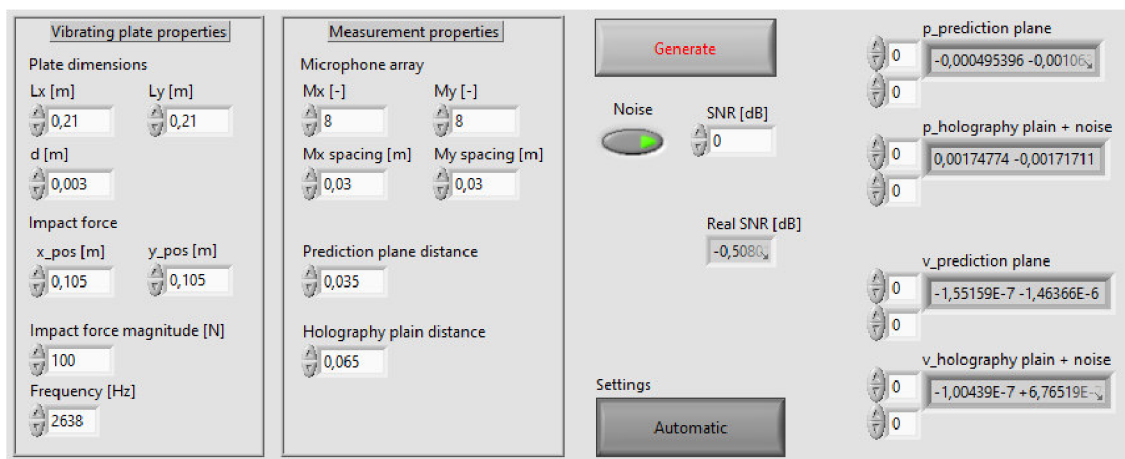 Vibrating plate properties
Plate dimensions
Lx [m] Ly [m]
0,21 0,21
d [m]
0,003
Impact force
x_pos [m] y_pos [m]
0,105 0,105
Impact force magnitude [N]
100
Frequency [Hz]
2638
Measurement properties
Microphone array
Mx [-] My [-]
8 8
Mx spacing [m] My spacing [m]
0,03 0,03
Prediction plane distance
0,035
Holography plain distance
0,065
Generate
Noise SNR [dB]
0
Real SNR [dB]
-0,5080
Settings
Automatic
p_prediction plane
0 -0,000495396 -0,00106
0
p_holography plain + noise
0 0,00174774 -0,00171711
0
v_prediction plane
0 -1,55159E-7 -1,46366E-6
0
v_holography plain + noise
0 -1,00439E-7 +6,76519E-
0